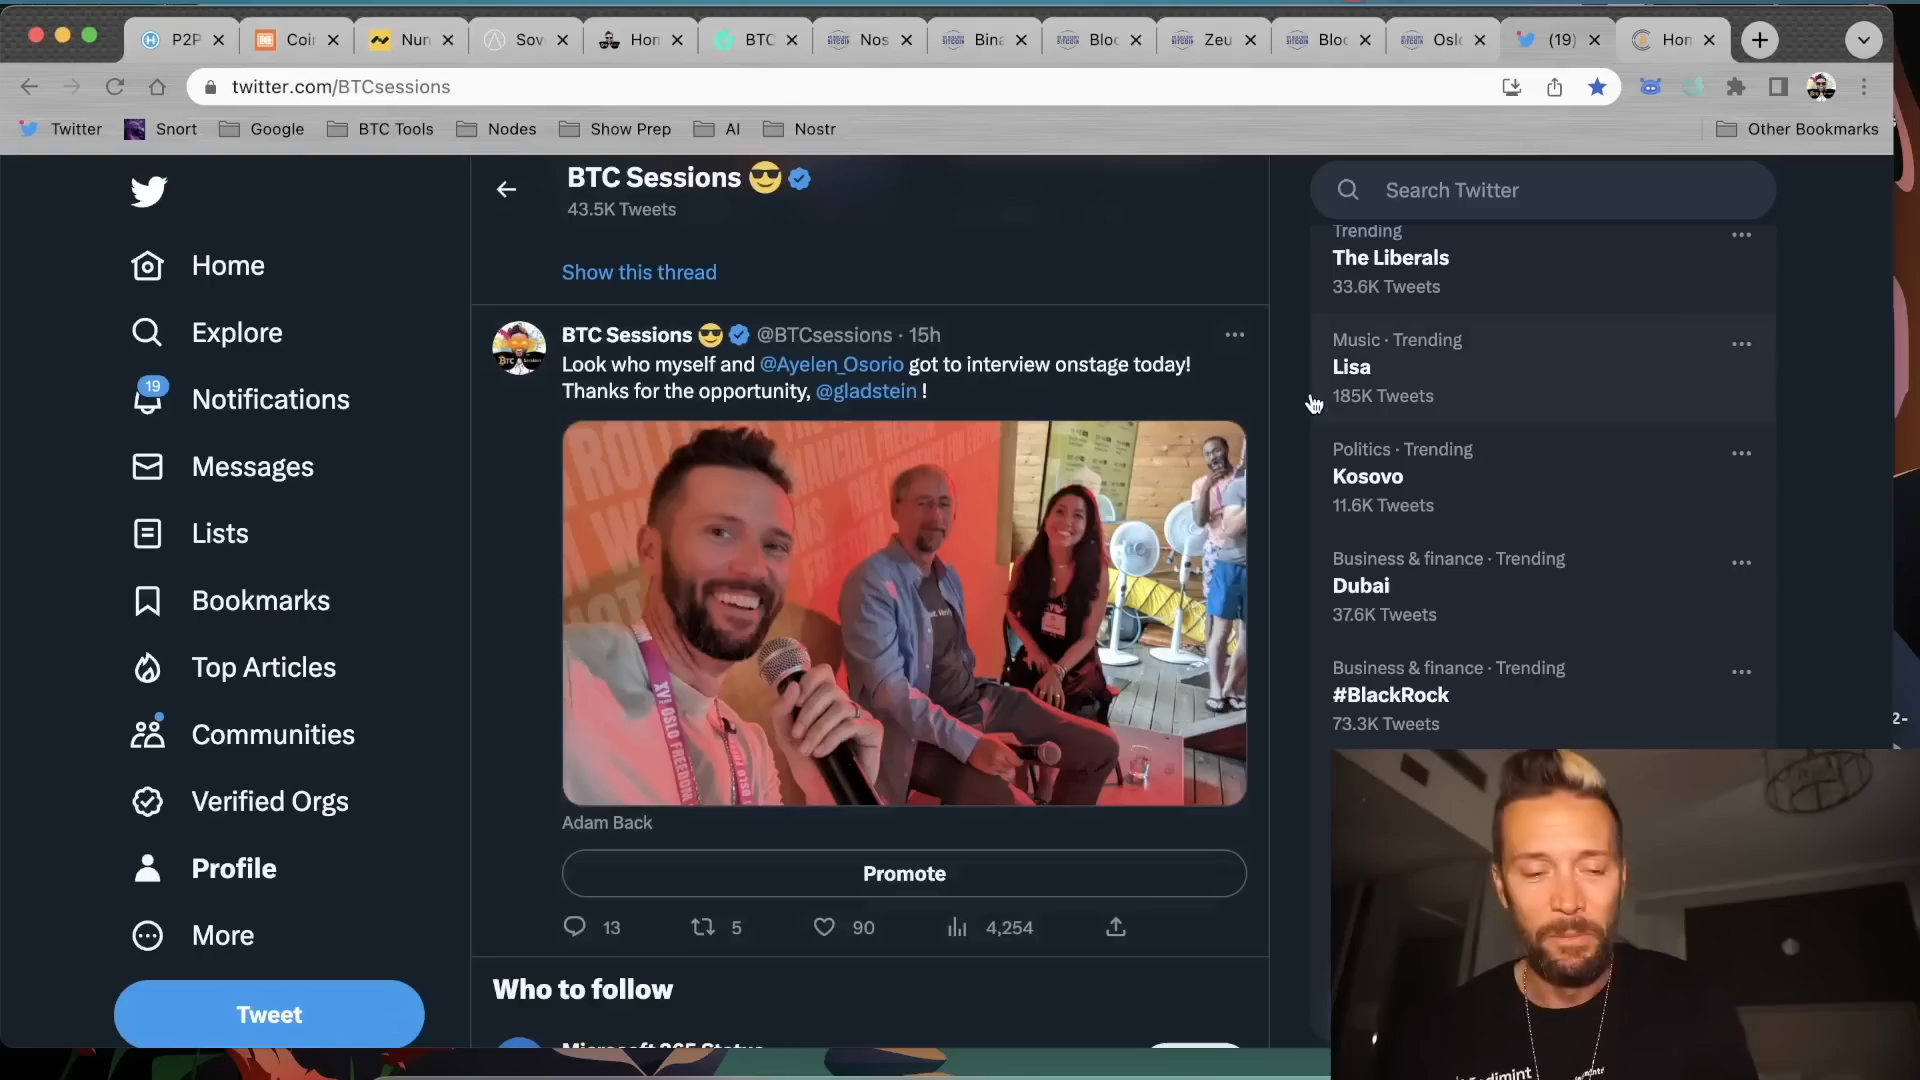 P2P
Coi
Nun
Sov
Hon
BTC
Nos
Bina
Bloc
Zeu
Bloc
Oslo
(19)
Hon
twitter.com/BTCsessions
Twitter
Snort
Google
BTC Tools
Nodes
Show Prep
AI
Nostr
Other Bookmarks
Home
Explore
19
Notifications
Messages
Lists
Bookmarks
Top Articles
Communities
Verified Orgs
Profile
More
Tweet
BTC Sessions 😎
43.5K Tweets
Show this thread
BTC Sessions 😎 @BTCsessions · 15h
Look who myself and @Ayelen_Osorio got to interview onstage today!
Thanks for the opportunity, @gladstein !
XV OSLO FREEDOM
Adam Back
Promote
13
5
90
4,254
Who to follow
Microsoft 365 Status
Search Twitter
Trending
The Liberals
33.6K Tweets
Music · Trending
Lisa
185K Tweets
Politics · Trending
Kosovo
11.6K Tweets
Business & finance · Trending
Dubai
37.6K Tweets
Business & finance · Trending
#BlackRock
73.3K Tweets